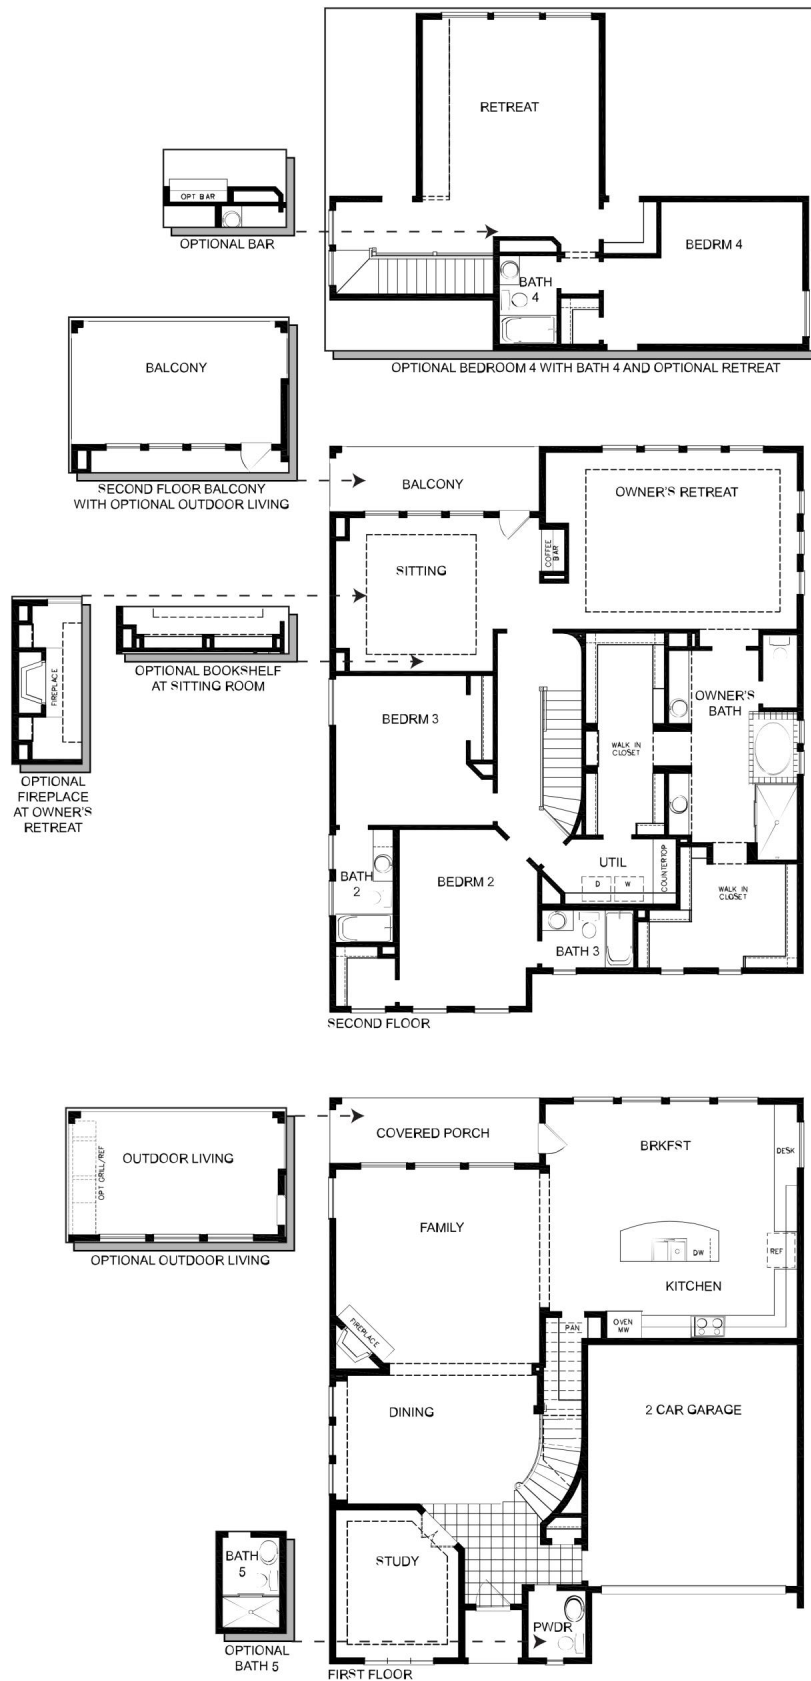 RETREAT
OPT BAR
OPTIONAL BAR
BEDRM 4
BATH
4
OPTIONAL BEDROOM 4 WITH BATH 4 AND OPTIONAL RETREAT
BALCONY
SECOND FLOOR BALCONY
WITH OPTIONAL OUTDOOR LIVING
BALCONY
OWNER'S RETREAT
COFFEE
BAR
SITTING
FIREPLACE
OPTIONAL
FIREPLACE
AT OWNER'S
RETREAT
OPTIONAL BOOKSHELF
AT SITTING ROOM
OWNER'S
BATH
BEDRM 3
WALK IN
CLOSET
UTIL
COUNTERTOP
D
W
BATH
2
BEDRM 2
WALK IN
CLOSET
BATH 3
SECOND FLOOR
OUTDOOR LIVING
OPT GRILL/REF
OPTIONAL OUTDOOR LIVING
COVERED PORCH
BRKFST
DESK
FAMILY
DW
REF
KITCHEN
FIREPLACE
PAN
OVEN
MW
DINING
2 CAR GARAGE
STUDY
BATH
5
PWDR
OPTIONAL
BATH 5
FIRST FLOOR